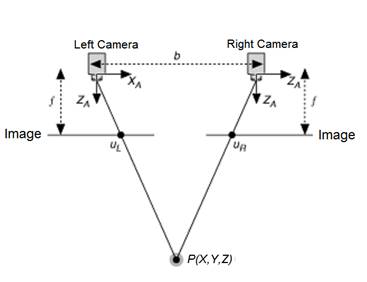 Left Camera
Right Camera
b
X_A
Z_A
f
Z_A
Z_A
f
Image
Image
u_L
u_R
P(X,Y,Z)